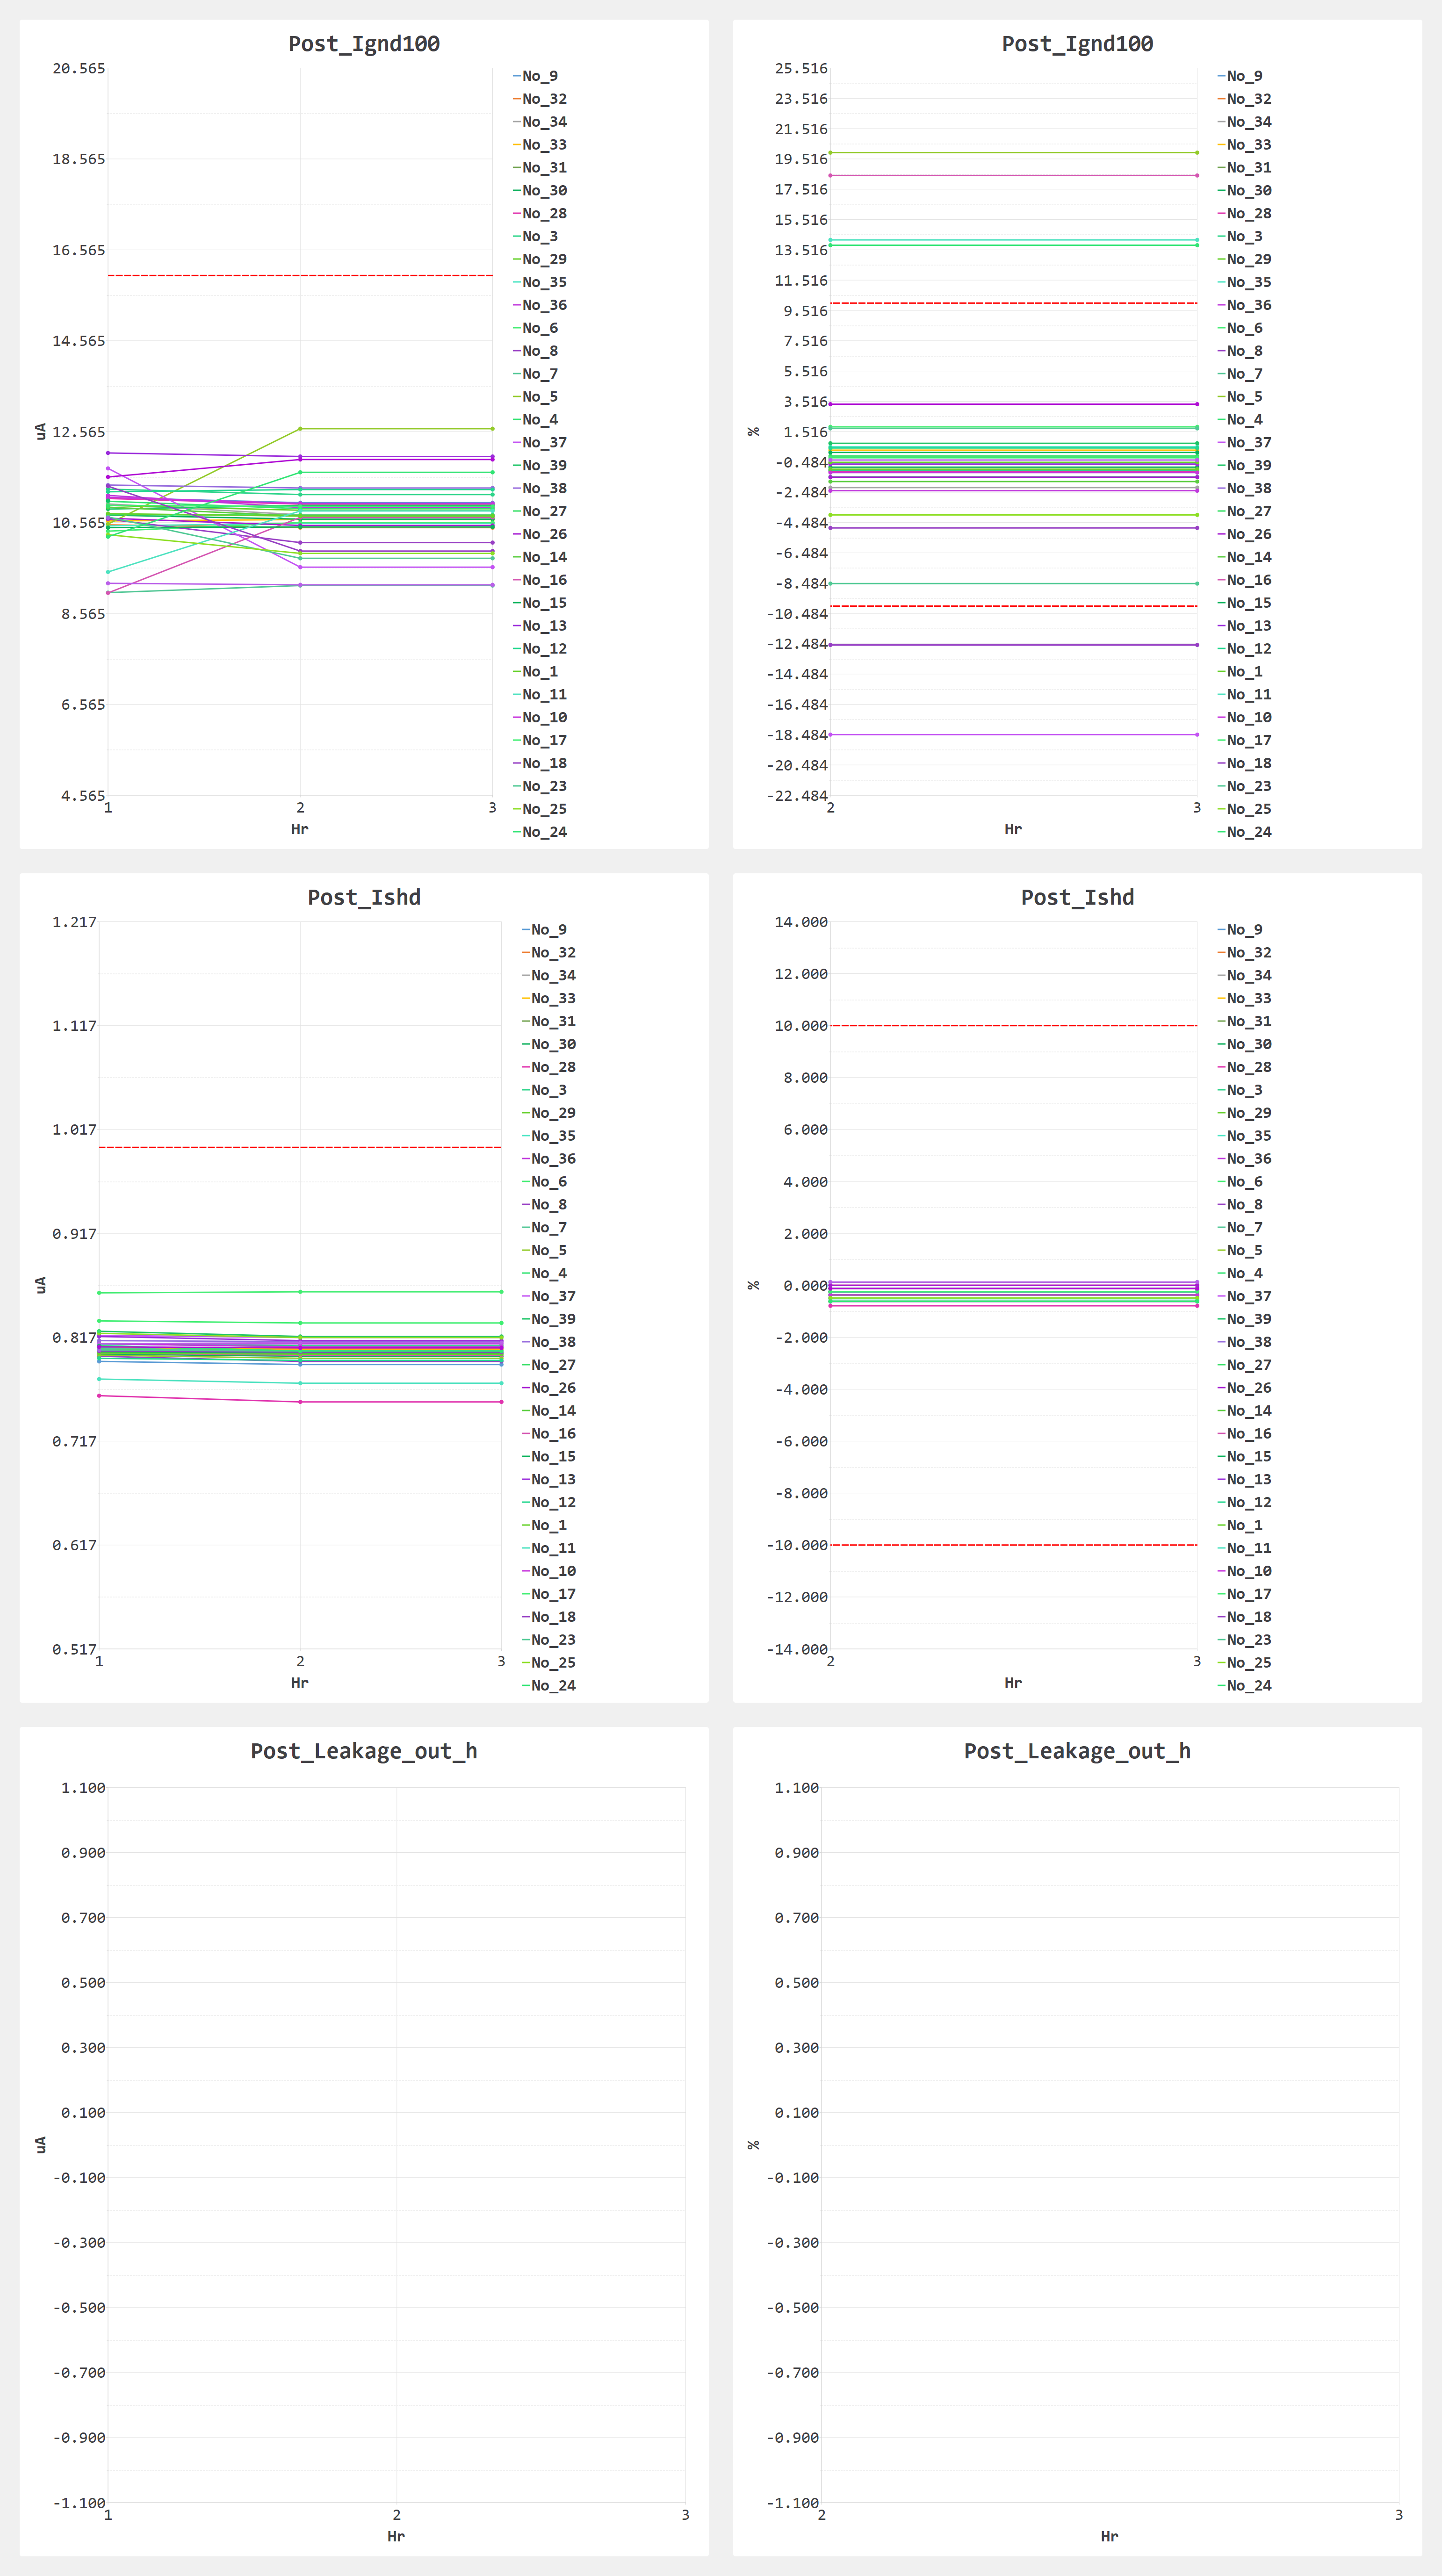 Post_Ignd100
20.565
18.565
16.565
14.565
12.565
10.565
8.565
6.565
4.565
uA
1
2
3
Hr
No_9
No_32
No_34
No_33
No_31
No_30
No_28
No_3
No_29
No_35
No_36
No_6
No_8
No_7
No_5
No_4
No_37
No_39
No_38
No_27
No_26
No_14
No_16
No_15
No_13
No_12
No_1
No_11
No_10
No_17
No_18
No_23
No_25
No_24
Post_Ignd100
25.516
23.516
21.516
19.516
17.516
15.516
13.516
11.516
9.516
7.516
5.516
3.516
1.516
-0.484
-2.484
-4.484
-6.484
-8.484
-10.484
-12.484
-14.484
-16.484
-18.484
-20.484
-22.484
%
2
3
Hr
No_9
No_32
No_34
No_33
No_31
No_30
No_28
No_3
No_29
No_35
No_36
No_6
No_8
No_7
No_5
No_4
No_37
No_39
No_38
No_27
No_26
No_14
No_16
No_15
No_13
No_12
No_1
No_11
No_10
No_17
No_18
No_23
No_25
No_24
Post_Ishd
1.217
1.117
1.017
0.917
0.817
0.717
0.617
0.517
uA
1
2
3
Hr
No_9
No_32
No_34
No_33
No_31
No_30
No_28
No_3
No_29
No_35
No_36
No_6
No_8
No_7
No_5
No_4
No_37
No_39
No_38
No_27
No_26
No_14
No_16
No_15
No_13
No_12
No_1
No_11
No_10
No_17
No_18
No_23
No_25
No_24
Post_Ishd
14.000
12.000
10.000
8.000
6.000
4.000
2.000
0.000
-2.000
-4.000
-6.000
-8.000
-10.000
-12.000
-14.000
%
2
3
Hr
No_9
No_32
No_34
No_33
No_31
No_30
No_28
No_3
No_29
No_35
No_36
No_6
No_8
No_7
No_5
No_4
No_37
No_39
No_38
No_27
No_26
No_14
No_16
No_15
No_13
No_12
No_1
No_11
No_10
No_17
No_18
No_23
No_25
No_24
Post_Leakage_out_h
1.100
0.900
0.700
0.500
0.300
0.100
-0.100
-0.300
-0.500
-0.700
-0.900
-1.100
uA
1
2
3
Hr
Post_Leakage_out_h
1.100
0.900
0.700
0.500
0.300
0.100
-0.100
-0.300
-0.500
-0.700
-0.900
-1.100
%
2
3
Hr